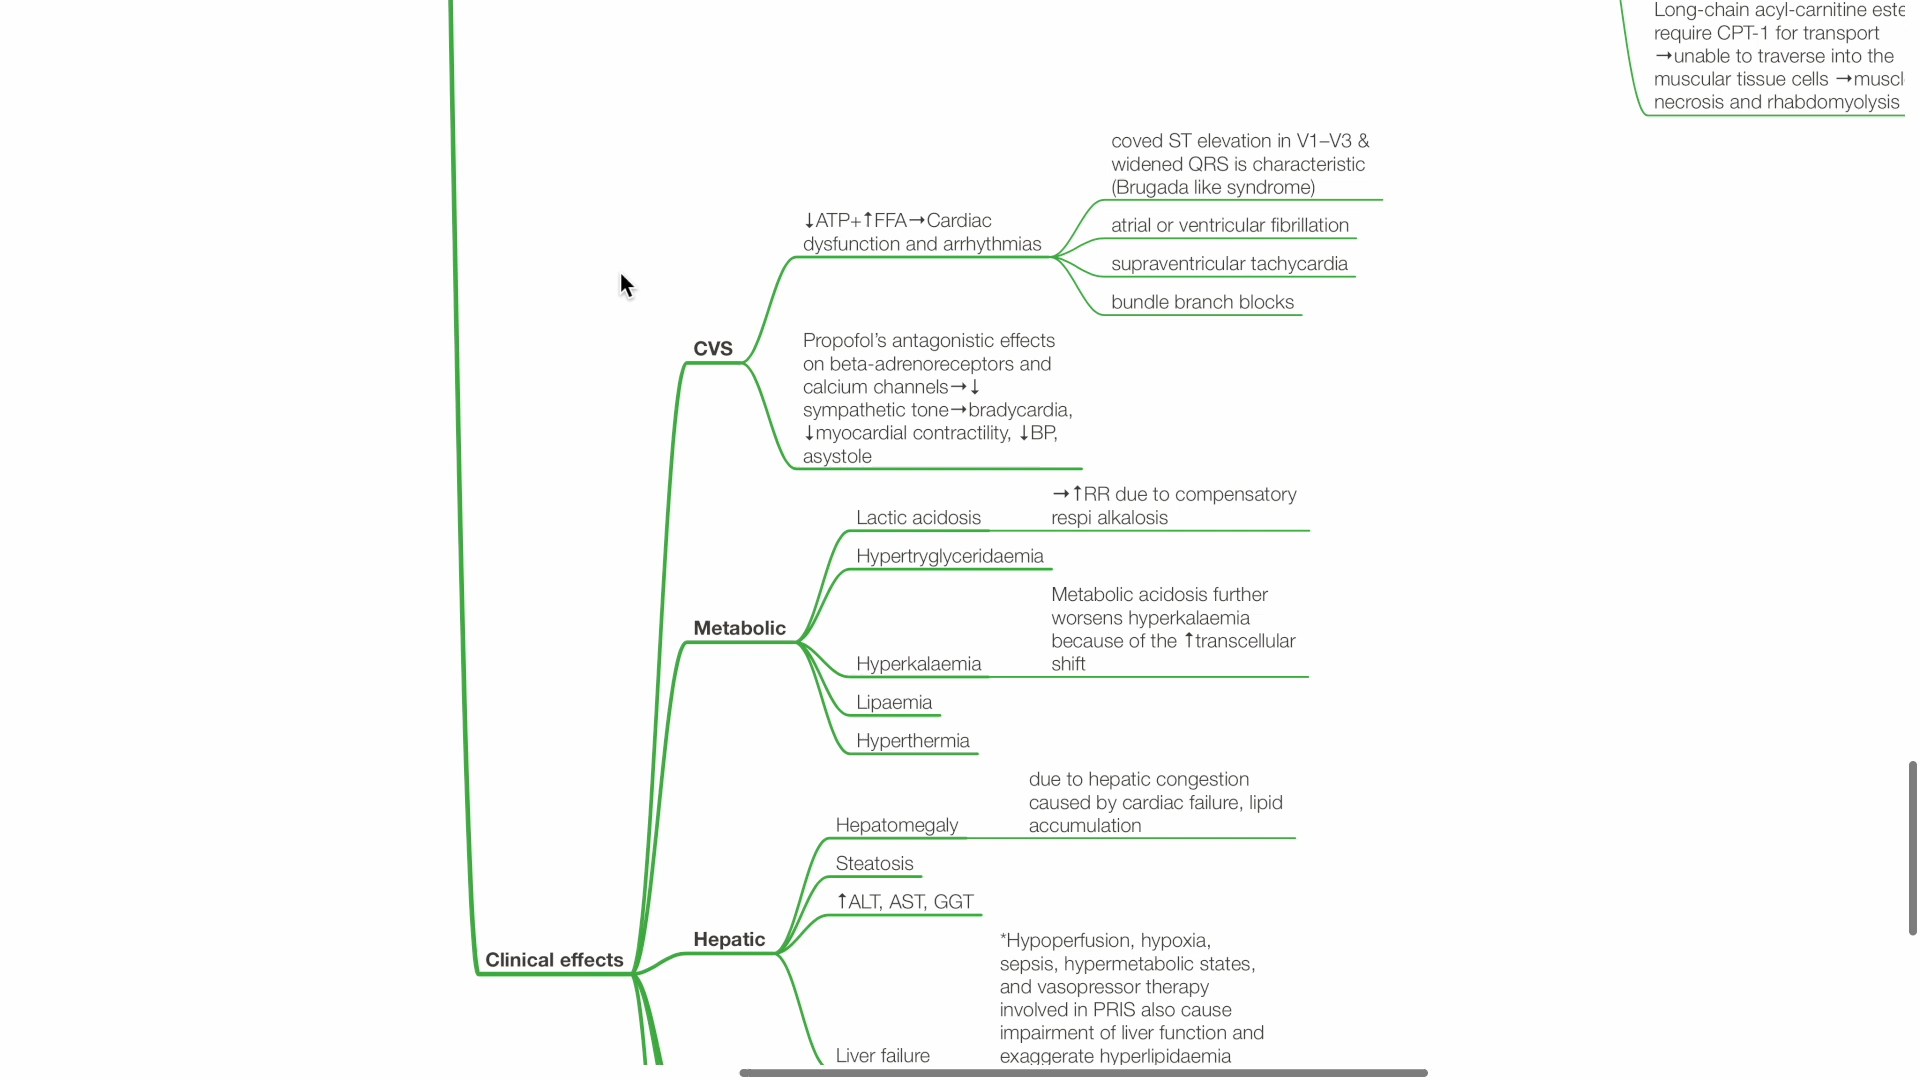 Long-chain acyl-carnitine este
require CPT-1 for transport
→unable to traverse into the
muscular tissue cells →muscl
necrosis and rhabdomyolysis
coved ST elevation in V1–V3 &
widened QRS is characteristic
(Brugada like syndrome)
↓ATP+↑FFA→Cardiac
dysfunction and arrhythmias
atrial or ventricular fibrillation
supraventricular tachycardia
bundle branch blocks
CVS
Propofol's antagonistic effects
on beta-adrenoreceptors and
calcium channels→↓
sympathetic tone→bradycardia,
↓myocardial contractility, ↓BP,
asystole
Metabolic
Lactic acidosis
→↑RR due to compensatory
respi alkalosis
Hypertryglyceridaemia
Hyperkalaemia
Metabolic acidosis further
worsens hyperkalaemia
because of the ↑transcellular
shift
Lipaemia
Hyperthermia
Clinical effects
Hepatic
Hepatomegaly
due to hepatic congestion
caused by cardiac failure, lipid
accumulation
Steatosis
↑ALT, AST, GGT
Liver failure
*Hypoperfusion, hypoxia,
sepsis, hypermetabolic states,
and vasopressor therapy
involved in PRIS also cause
impairment of liver function and
exaggerate hyperlipidaemia